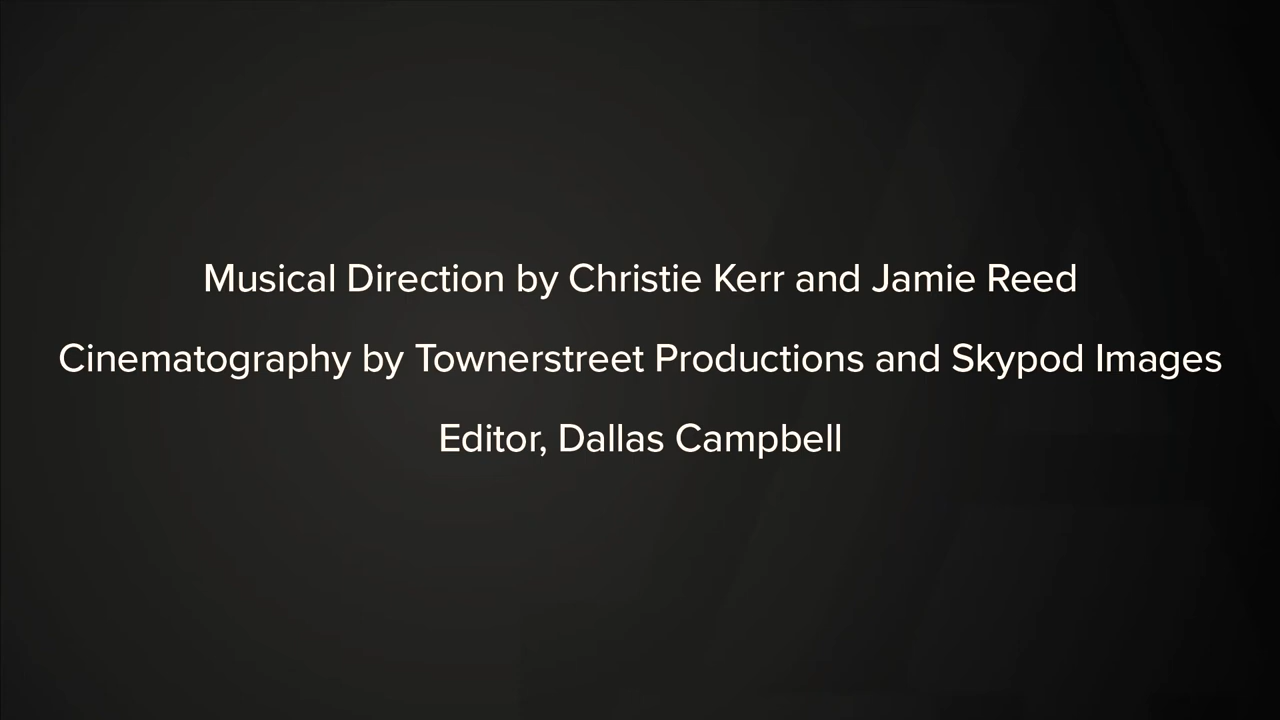 Musical Direction by Christie Kerr and Jamie Reed
Cinematography by Townerstreet Productions and Skypod Images
Editor, Dallas Campbell